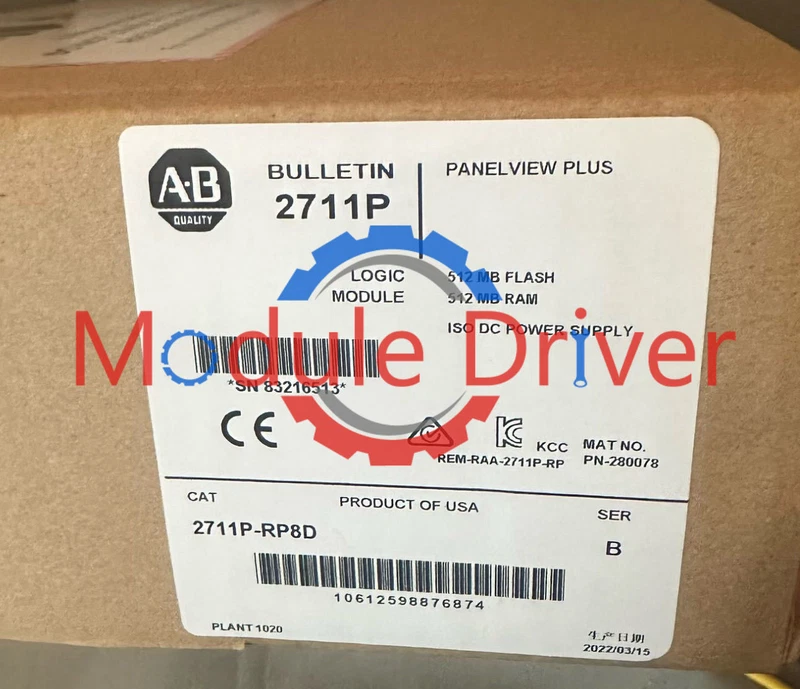 A-B
QUALITY
BULLETIN
2711P
PANELVIEW PLUS
LOGIC
MODULE
512 MB FLASH
512 MB RAM
ISO DC POWER SUPPLY
Module Driver
*SN 83216513*
CE
KCC
REM-RAA-2711P-RP
MAT NO.
PN-280078
CAT
2711P-RP8D
PRODUCT OF USA
SER
B
10612598876874
PLANT 1020
生产日期
2022/03/15